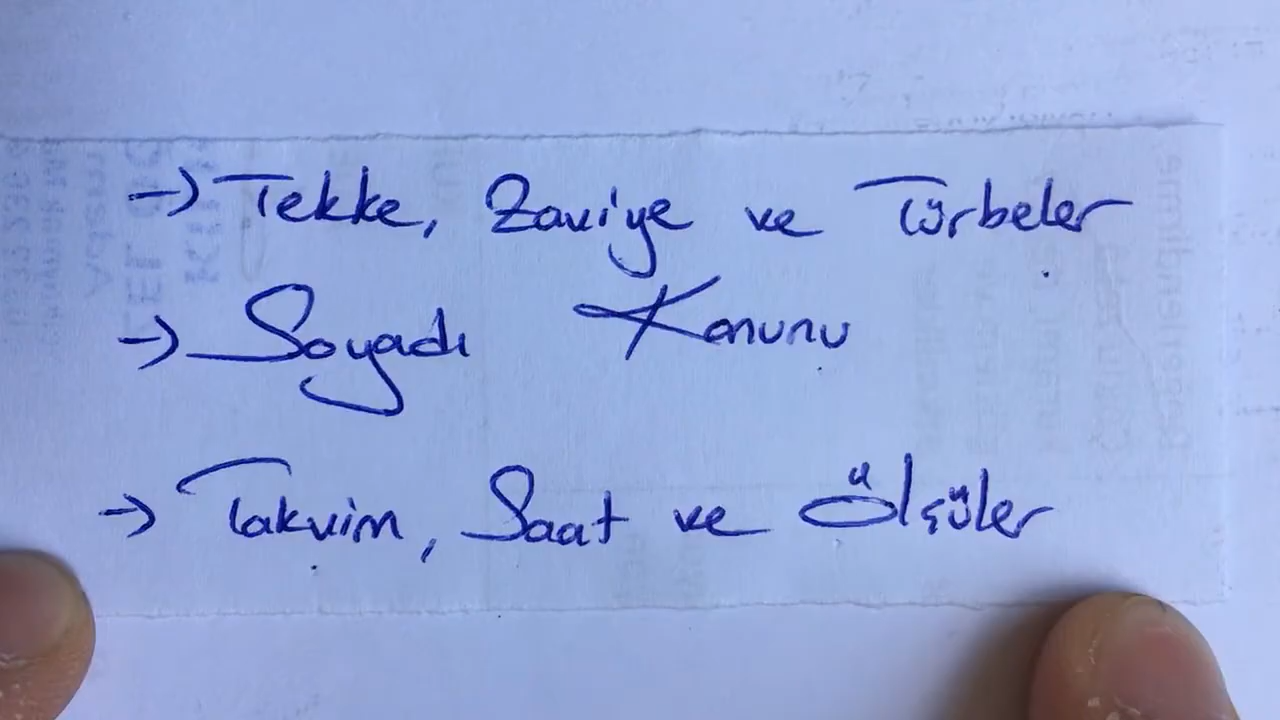 → Tekke, Zaviye ve Türbeler
→ Soyadı Kanunu
→ Takvim, Saat ve Ölçüler